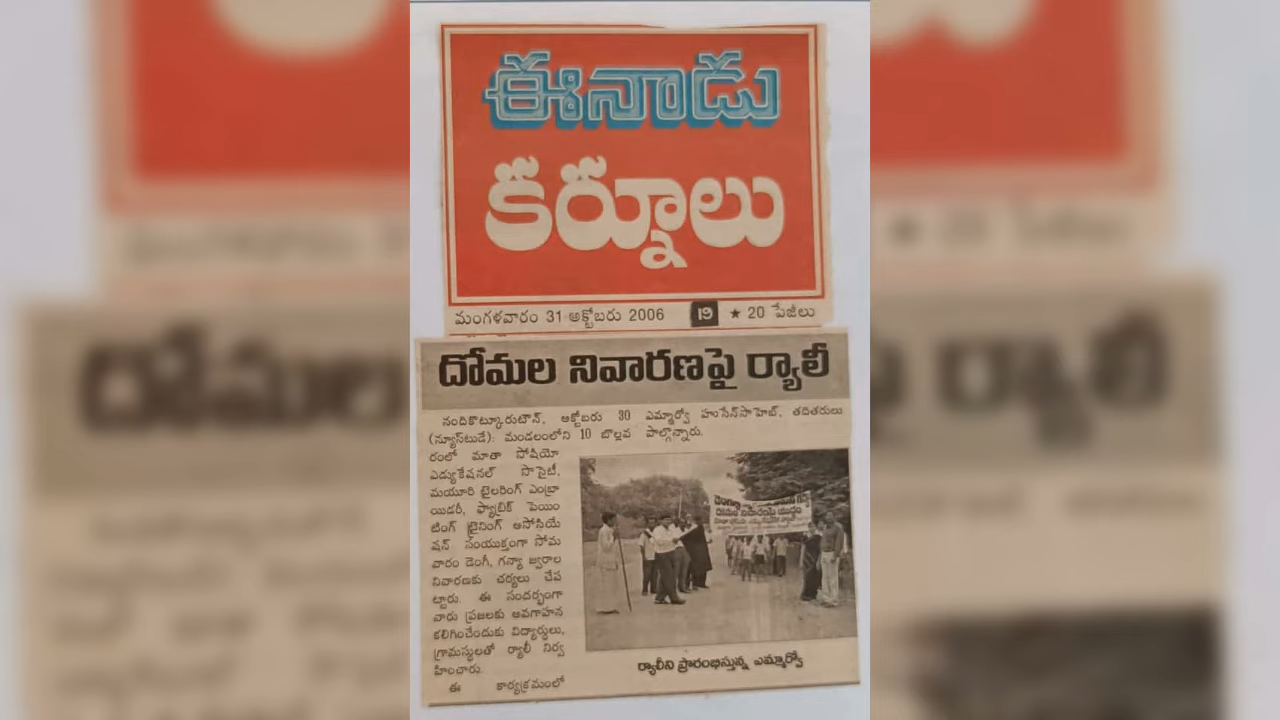 ఈనాడు
కర్నూలు
మంగళవారం 31 అక్టోబరు 2006 19 ★ 20 పేజీలు
దోమల నివారణపై ర్యాలీ
నందికొట్కూరుటౌన్, అక్టోబరు 30
(న్యూస్‌టుడే): మండలంలోని 10 బొల్లవ
రంలో మాతా సోషియో
ఎడ్యుకేషనల్ సొసైటీ,
మయూరి టైలరింగ్ ఎంబ్రా
యిడరీ, ఫ్యాబ్రిక్ పెయిం
టింగ్ ట్రైనింగ్ అసోసియే
షన్ సంయుక్తంగా సోమ
వారం డెంగీ, గన్యా జ్వరాల
నివారణకు చర్యలు చేప
ట్టారు. ఈ సందర్భంగా
వారు ప్రజలకు అవగాహన
కలిగించేందుకు విద్యార్థులు,
గ్రామస్థులతో ర్యాలీ నిర్వ
హించారు.
ఈ కార్యక్రమంలో
ఎమ్మార్వో హుసేన్‌సాహెబ్, తదితరులు
పాల్గొన్నారు.
దోమల నివారణపై యుద్ధం
ర్యాలీని ప్రారంభిస్తున్న ఎమ్మార్వో